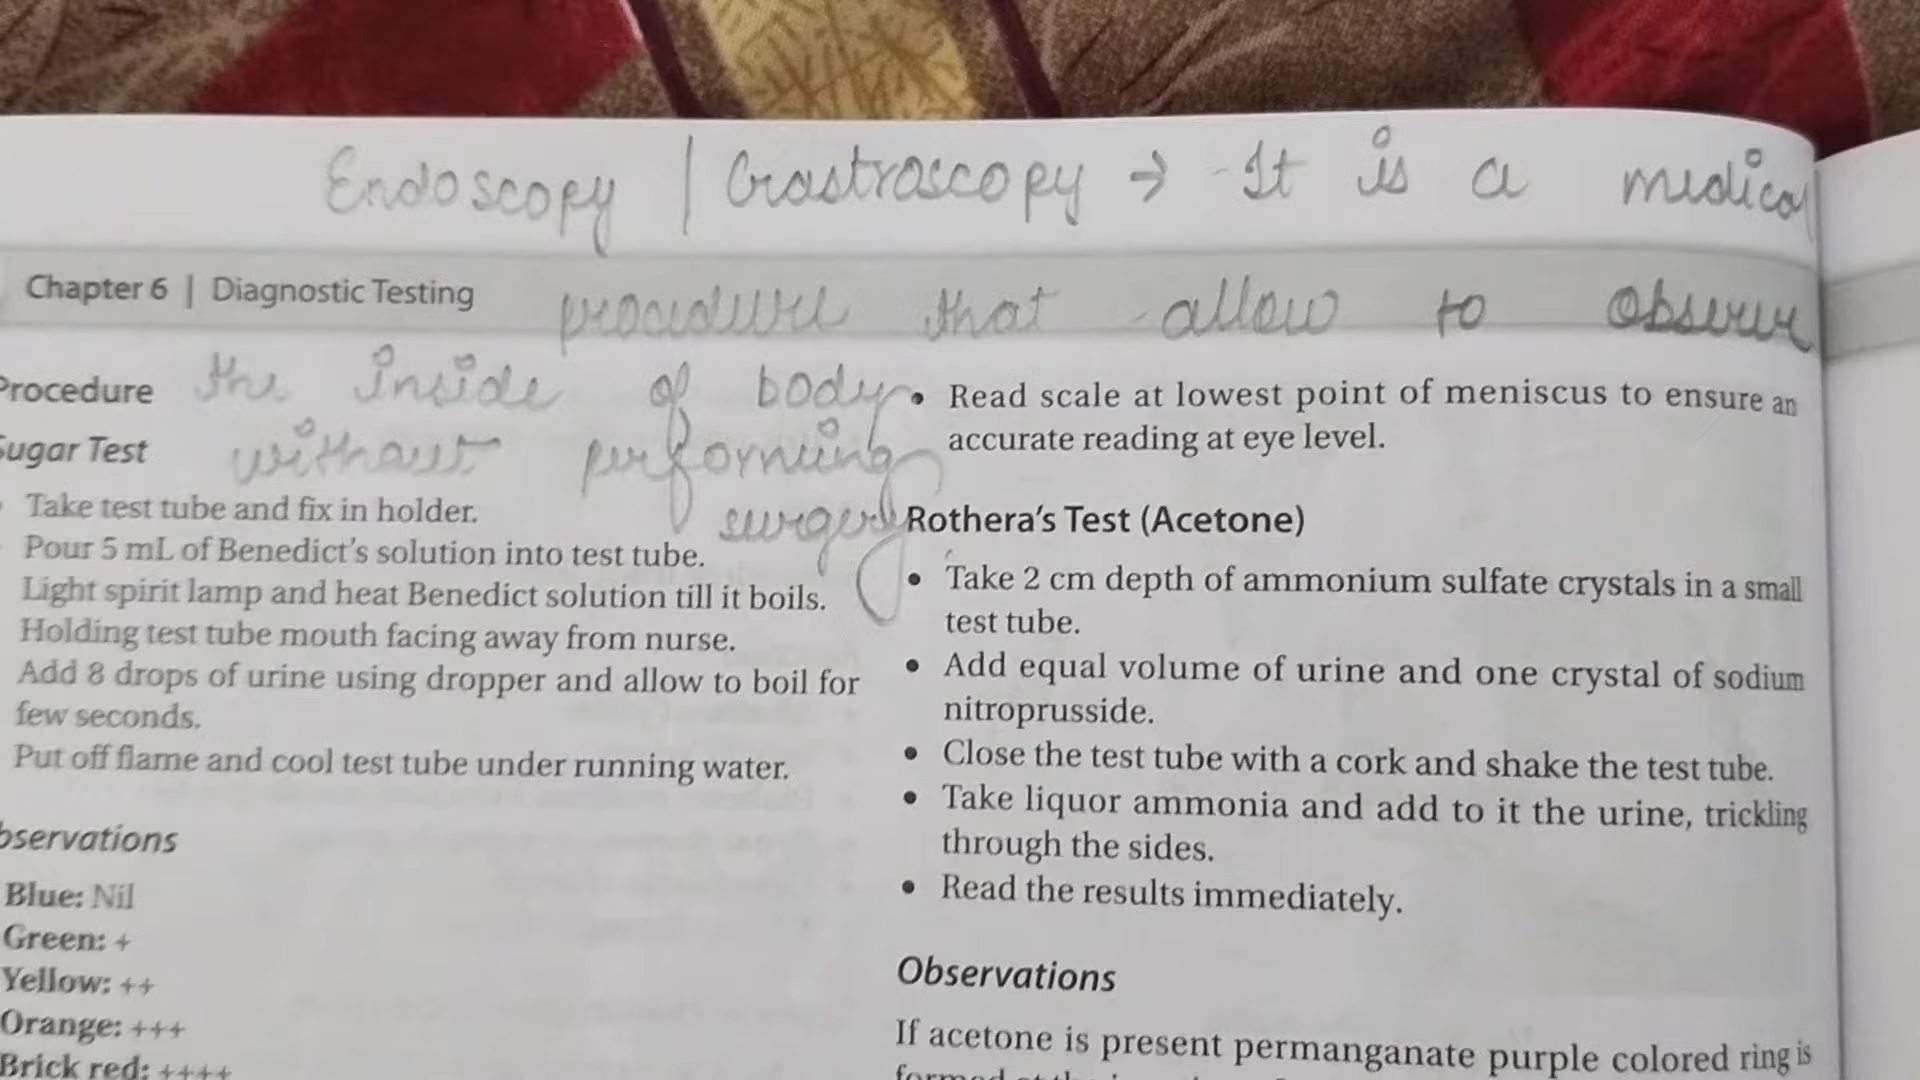 Endoscopy | Grastroscopy → It is a medical
Chapter 6 | Diagnostic Testing
procedure that allow to observe
the inside of body
without performing
surgery
Procedure
Sugar Test
Take test tube and fix in holder.
Pour 5 mL of Benedict's solution into test tube.
Light spirit lamp and heat Benedict solution till it boils.
Holding test tube mouth facing away from nurse.
Add 8 drops of urine using dropper and allow to boil for
few seconds.
Put off flame and cool test tube under running water.
bservations
Blue: Nil
Green: +
Yellow: ++
Orange: +++
Brick red: ++++
• Read scale at lowest point of meniscus to ensure an
accurate reading at eye level.
Rothera's Test (Acetone)
• Take 2 cm depth of ammonium sulfate crystals in a small
test tube.
• Add equal volume of urine and one crystal of sodium
nitroprusside.
• Close the test tube with a cork and shake the test tube.
• Take liquor ammonia and add to it the urine, trickling
through the sides.
• Read the results immediately.
Observations
If acetone is present permanganate purple colored ring is